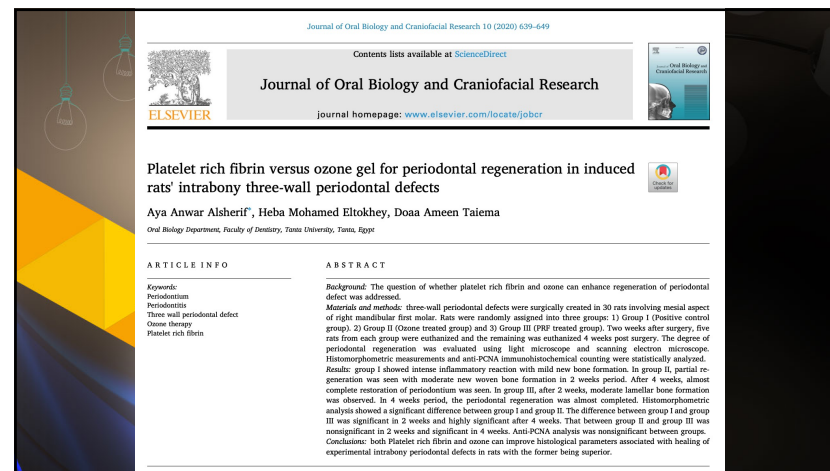 Journal of Oral Biology and Craniofacial Research 10 (2020) 639–649
Contents lists available at ScienceDirect
Journal of Oral Biology and Craniofacial Research
journal homepage: www.elsevier.com/locate/jobcr
ELSEVIER
Journal of Oral Biology and
Craniofacial Research
Platelet rich fibrin versus ozone gel for periodontal regeneration in induced
rats' intrabony three-wall periodontal defects
Check for
updates
Aya Anwar Alsherif*, Heba Mohamed Eltokhey, Doaa Ameen Taiema
Oral Biology Department, Faculty of Dentistry, Tanta University, Tanta, Egypt
ARTICLE INFO
Keywords:
Periodontium
Periodontitis
Three wall periodontal defect
Ozone therapy
Platelet rich fibrin
ABSTRACT
Background: The question of whether platelet rich fibrin and ozone can enhance regeneration of periodontal
defect was addressed.
Materials and methods: three-wall periodontal defects were surgically created in 30 rats involving mesial aspect
of right mandibular first molar. Rats were randomly assigned into three groups: 1) Group I (Positive control
group). 2) Group II (Ozone treated group) and 3) Group III (PRF treated group). Two weeks after surgery, five
rats from each group were euthanized and the remaining was euthanized 4 weeks post surgery. The degree of
periodontal regeneration was evaluated using light microscope and scanning electron microscope.
Histomorphometric measurements and anti-PCNA immunohistochemical counting were statistically analyzed.
Results: group I showed intense inflammatory reaction with mild new bone formation. In group II, partial re-
generation was seen with moderate new woven bone formation in 2 weeks period. After 4 weeks, almost
complete restoration of periodontium was seen. In group III, after 2 weeks, moderate lamellar bone formation
was observed. In 4 weeks period, the periodontal regeneration was almost completed. Histomorphometric
analysis showed a significant difference between group I and group II. The difference between group I and group
III was significant in 2 weeks and highly significant after 4 weeks. That between group II and group III was
nonsignificant in 2 weeks and significant in 4 weeks. Anti-PCNA analysis was nonsignificant between groups.
Conclusions: both Platelet rich fibrin and ozone can improve histological parameters associated with healing of
experimental intrabony periodontal defects in rats with the former being superior.